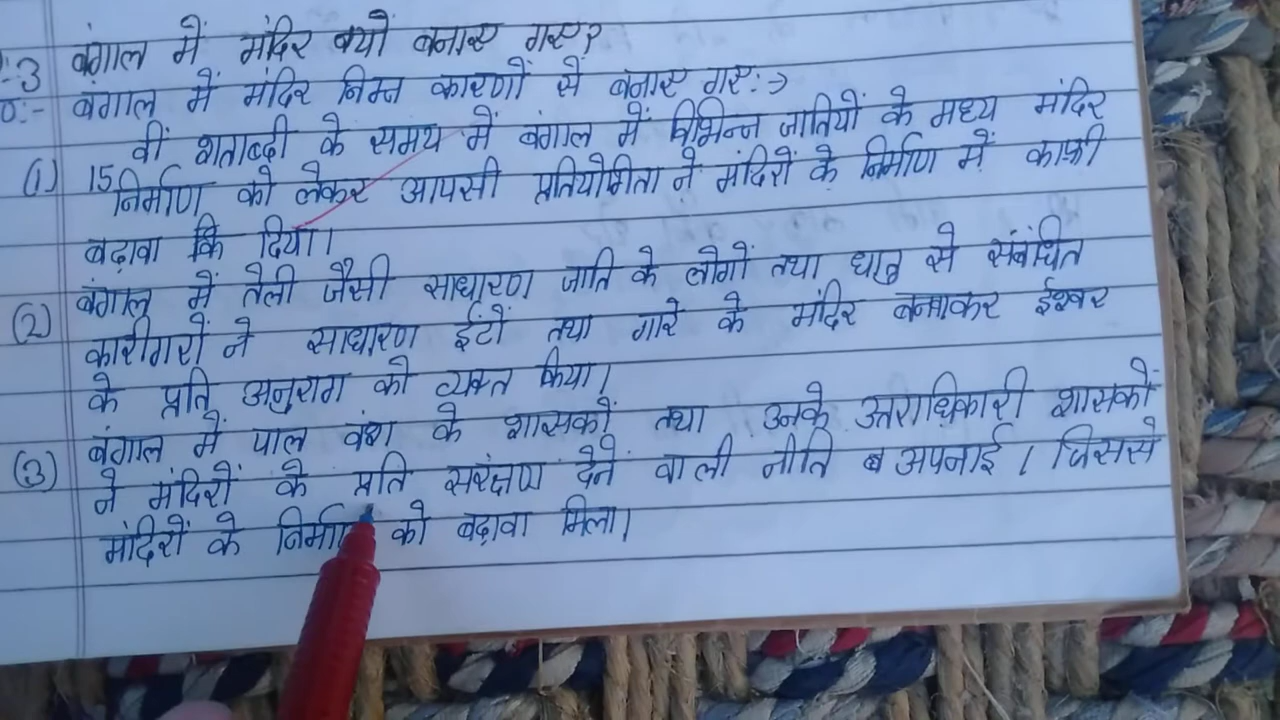 :-3 बंगाल में मंदिर क्यों बनाए गए?
0:- बंगाल में मंदिर निम्न कारणों से बनाए गए:->
(1) 15 वीं शताब्दी के समय में बंगाल में विभिन्न जातियों के मध्य मंदिर
निर्माण को लेकर आपसी प्रतियोगिता ने मंदिरों के निर्माण में काफी
बढ़ावा कि दिया।
(2) बंगाल में तेली जैसी साधारण जाति के लोगों तथा धातु से संबंधित
कारीगरों ने साधारण ईंटों तथा गारे के मंदिर बनाकर ईश्वर
के प्रति अनुराग को व्यक्त किया।
(3) बंगाल में पाल वंश के शासकों तथा उनके उत्तराधिकारी शासकों
ने मंदिरों के प्रति सरंक्षण देने वाली नीति ब अपनाई। जिससे
मंदिरों के निर्माण को बढ़ावा मिला।